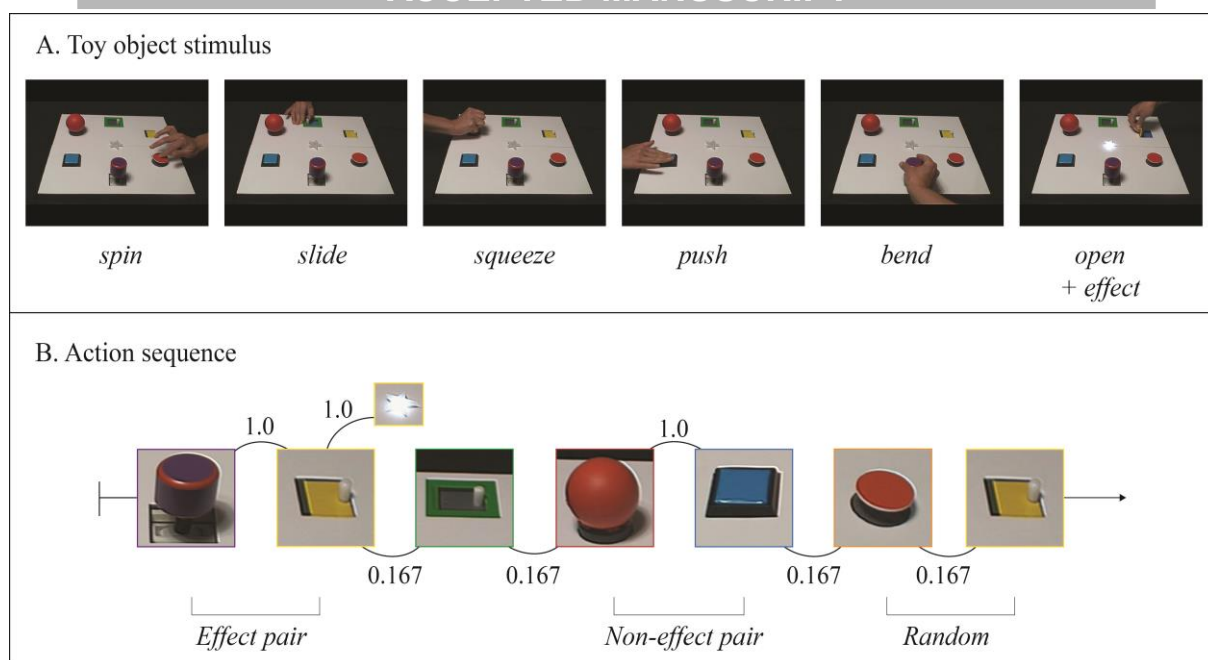 A. Toy object stimulus
spin
slide
squeeze
push
bend
open
+ effect
B. Action sequence
1.0
1.0
1.0
0.167
0.167
0.167
0.167
Effect pair
Non-effect pair
Random